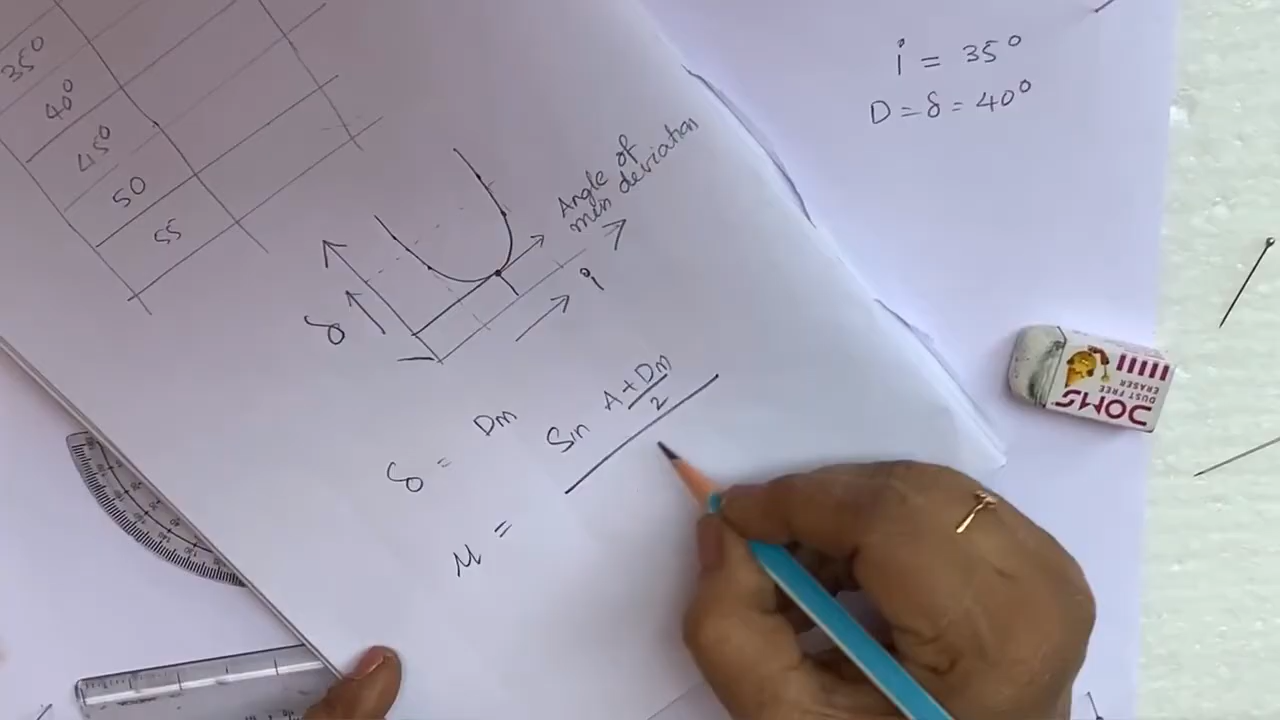 35°
40°
45°
50
55
i = 35°
D = δ = 40°
Angle of
min deviation
δ
i
δ = Dm
μ = Sin A + Dm
2
DOMS
DUST FREE
ERASER